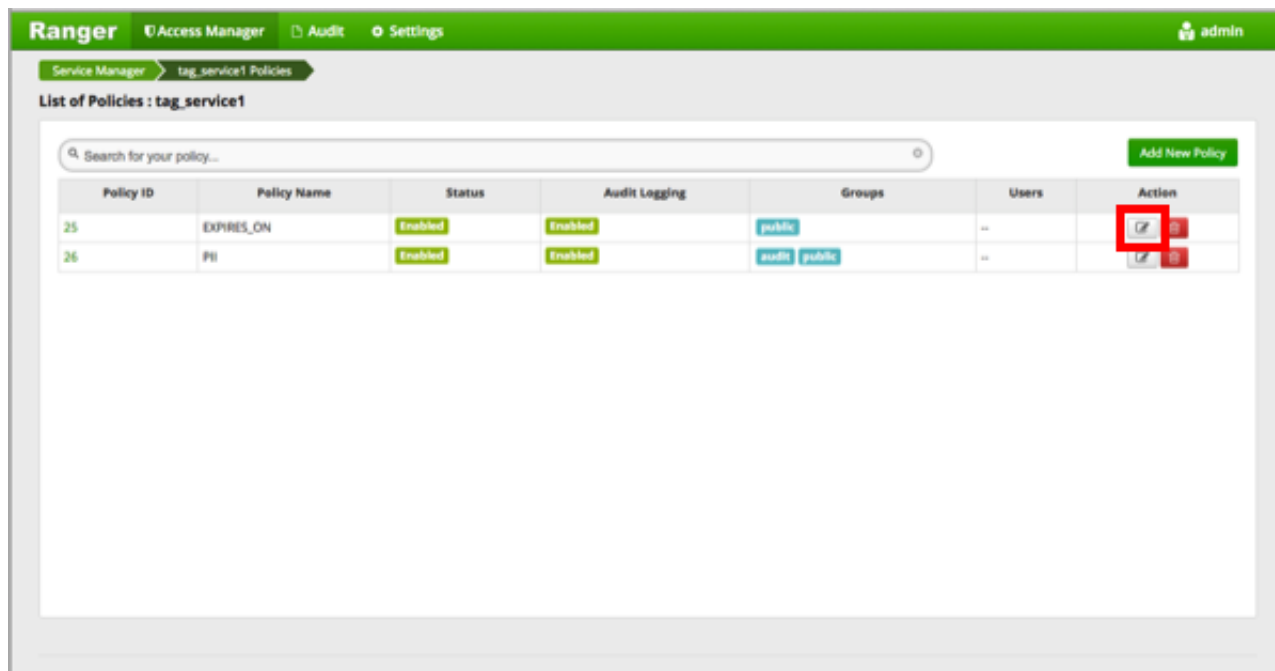 Ranger Access Manager Audit Settings admin
Service Manager tag_service1 Policies
List of Policies : tag_service1
Search for your policy... Add New Policy
Policy ID Policy Name Status Audit Logging Groups Users Action
25 EXPIRES_ON Enabled Enabled public --
26 PII Enabled Enabled audit public --